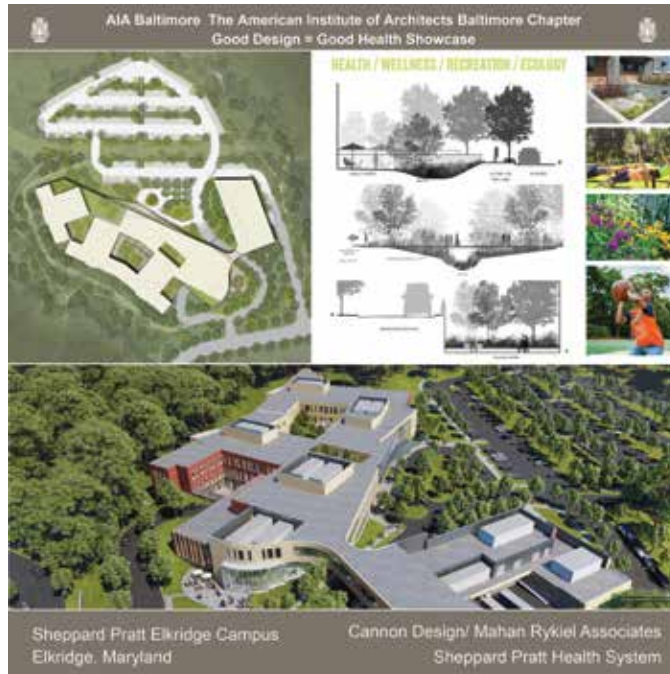 AIA Baltimore The American Institute of Architects Baltimore Chapter
Good Design = Good Health Showcase
HEALTH / WELLNESS / RECREATION / ECOLOGY
Sheppard Pratt Elkridge Campus
Elkridge. Maryland
Cannon Design/ Mahan Rykiel Associates
Sheppard Pratt Health System